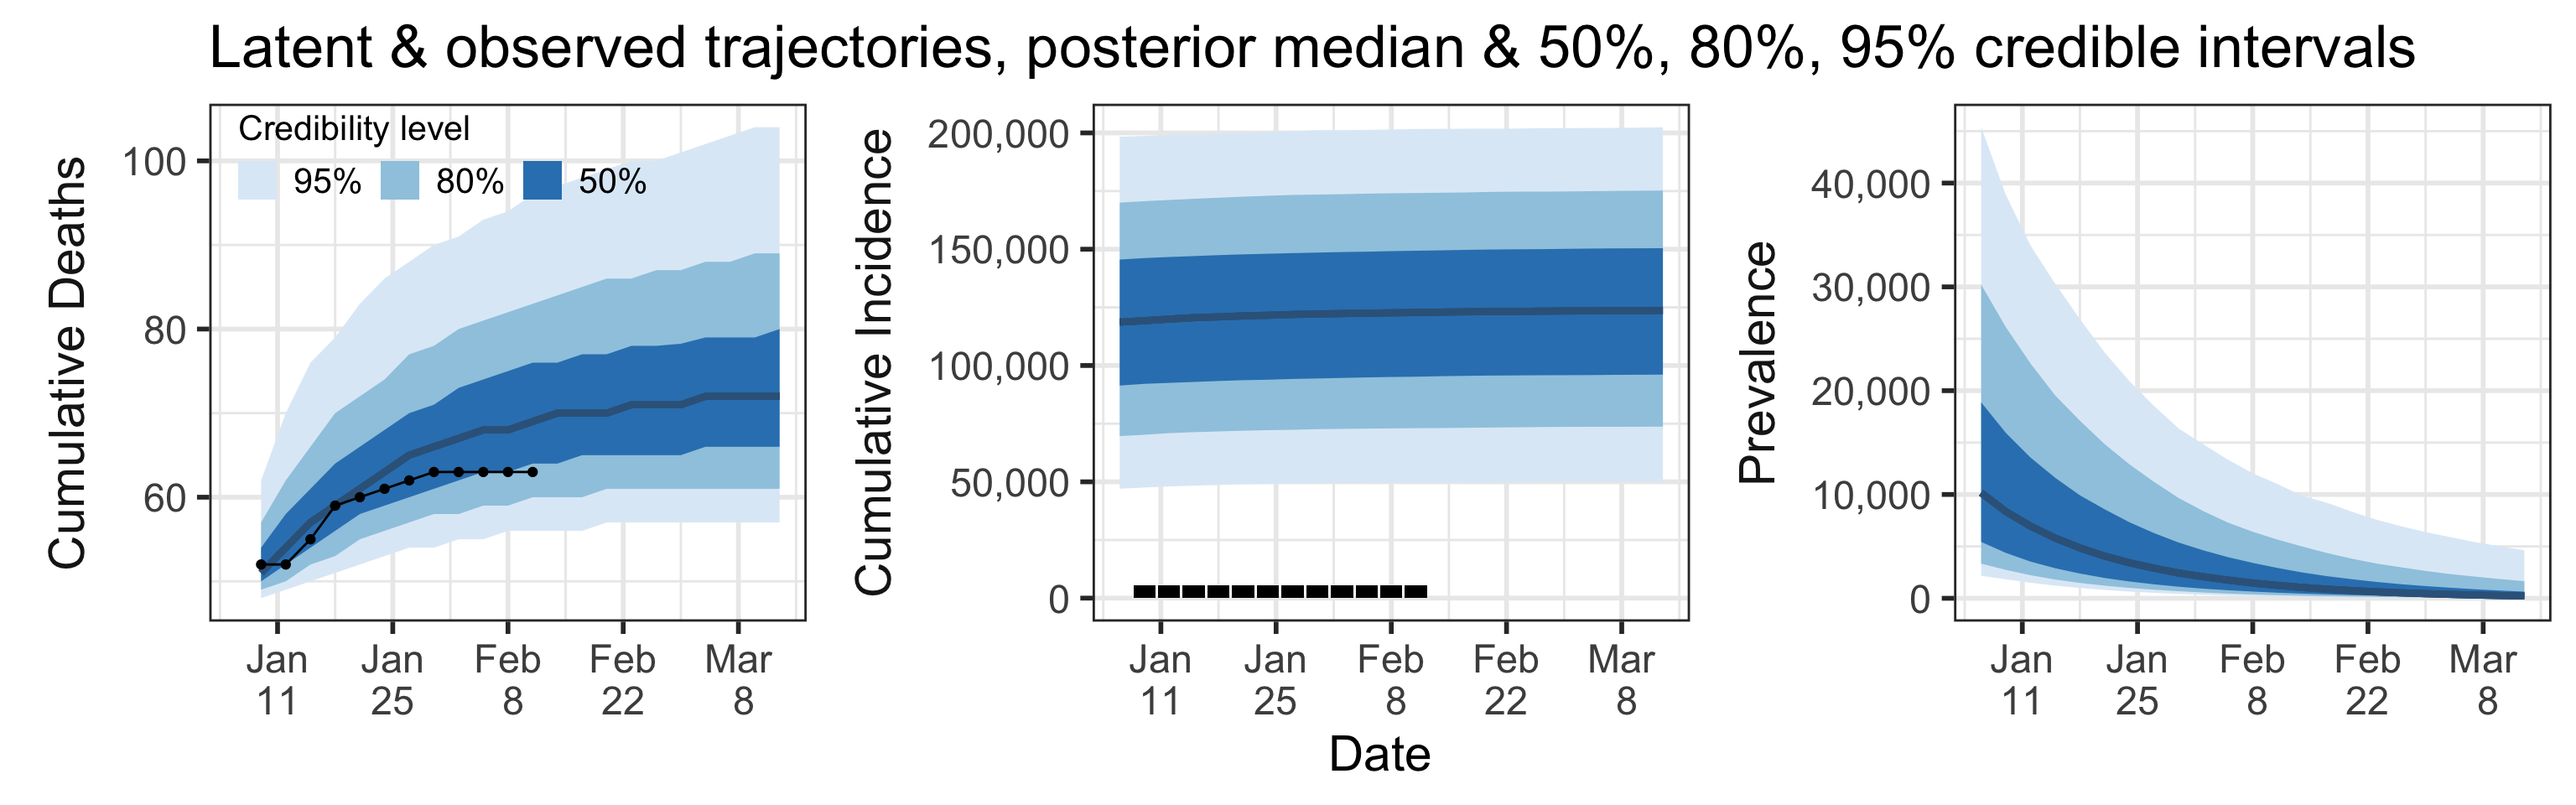 Latent & observed trajectories, posterior median & 50%, 80%, 95% credible intervals
Cumulative Deaths
Credibility level
95% 80% 50%
100
80
60
Jan 11
Jan 25
Feb 8
Feb 22
Mar 8
Cumulative Incidence
200,000
150,000
100,000
50,000
0
Jan 11
Jan 25
Feb 8
Feb 22
Mar 8
Prevalence
40,000
30,000
20,000
10,000
0
Jan 11
Jan 25
Feb 8
Feb 22
Mar 8
Date